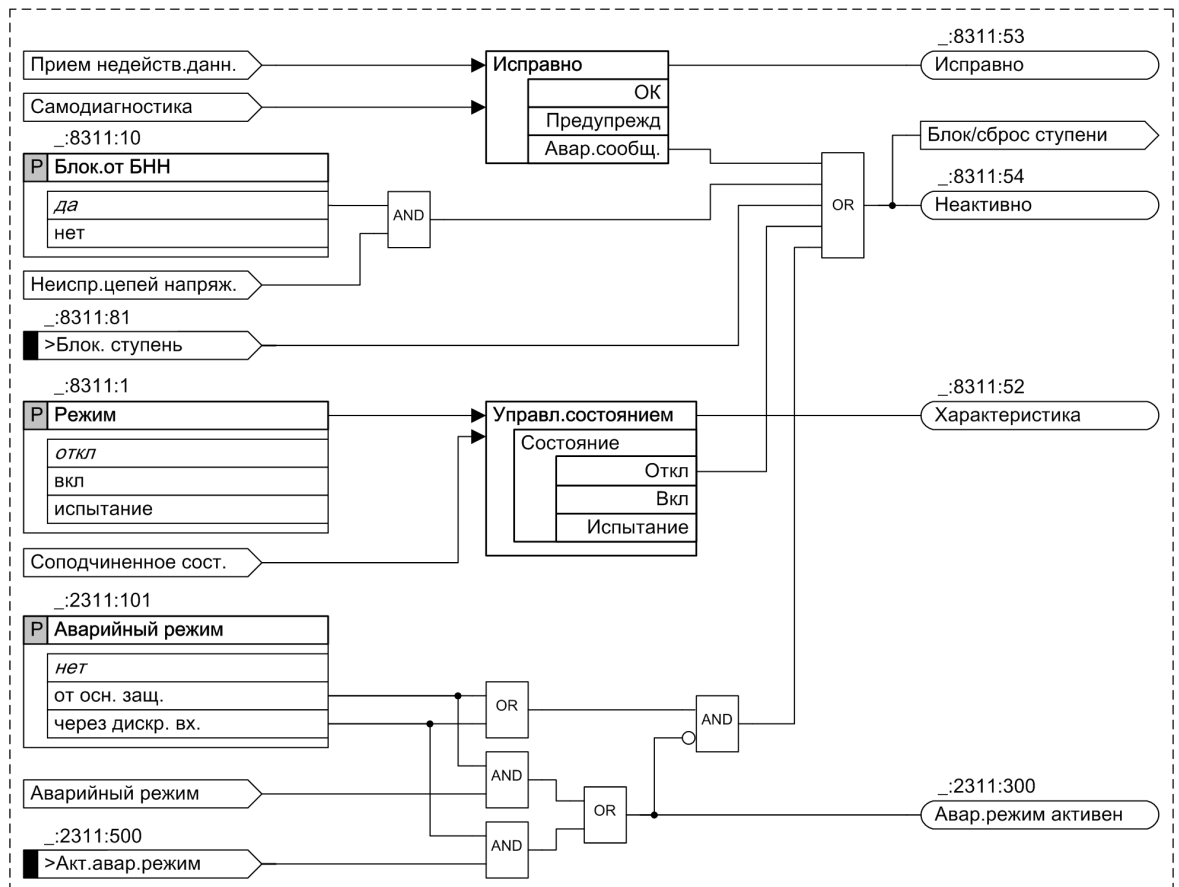 _:8311:53
Прием недейств.данн.
Исправно
Исправно
ОК
Самодиагностика
Предупрежд
Блок/сброс ступени
_:8311:10
Авар.сообщ.
P Блок.от БНН
_:8311:54
да
AND
OR
Неактивно
нет
Неиспр.цепей напряж.
_:8311:81
>Блок. ступень
_:8311:1
_:8311:52
P Режим
Управл.состоянием
Характеристика
Состояние
откл
Откл
вкл
Вкл
испытание
Испытание
Соподчиненное сост.
_:2311:101
P Аварийный режим
нет
от осн. защ.
OR
через дискр. вх.
AND
AND
Аварийный режим
_:2311:300
OR
Авар.режим активен
_:2311:500
AND
>Акт.авар.режим